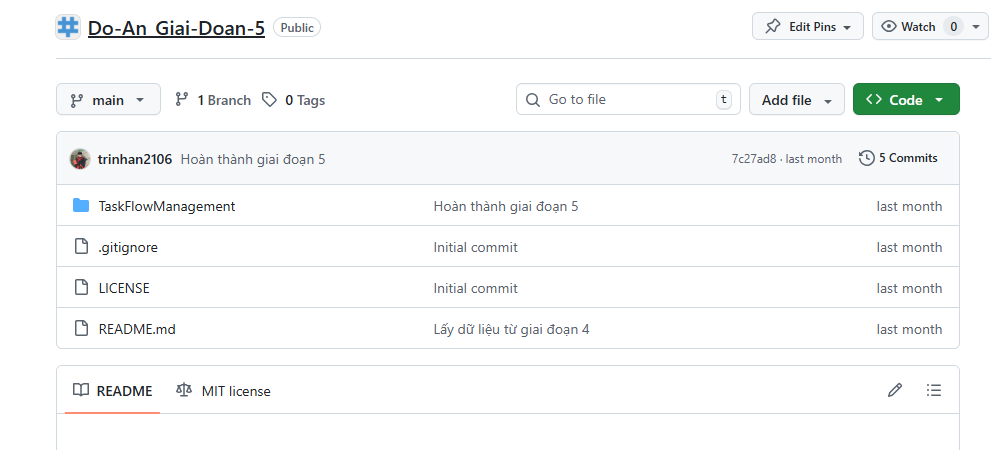 Do-An_Giai-Doan-5 Public Edit Pins Watch 0
main 1 Branch 0 Tags Go to file t Add file Code
trinhan2106 Hoàn thành giai đoạn 5 7c27ad8 · last month 5 Commits
TaskFlowManagement Hoàn thành giai đoạn 5 last month
.gitignore Initial commit last month
LICENSE Initial commit last month
README.md Lấy dữ liệu từ giai đoạn 4 last month
README MIT license